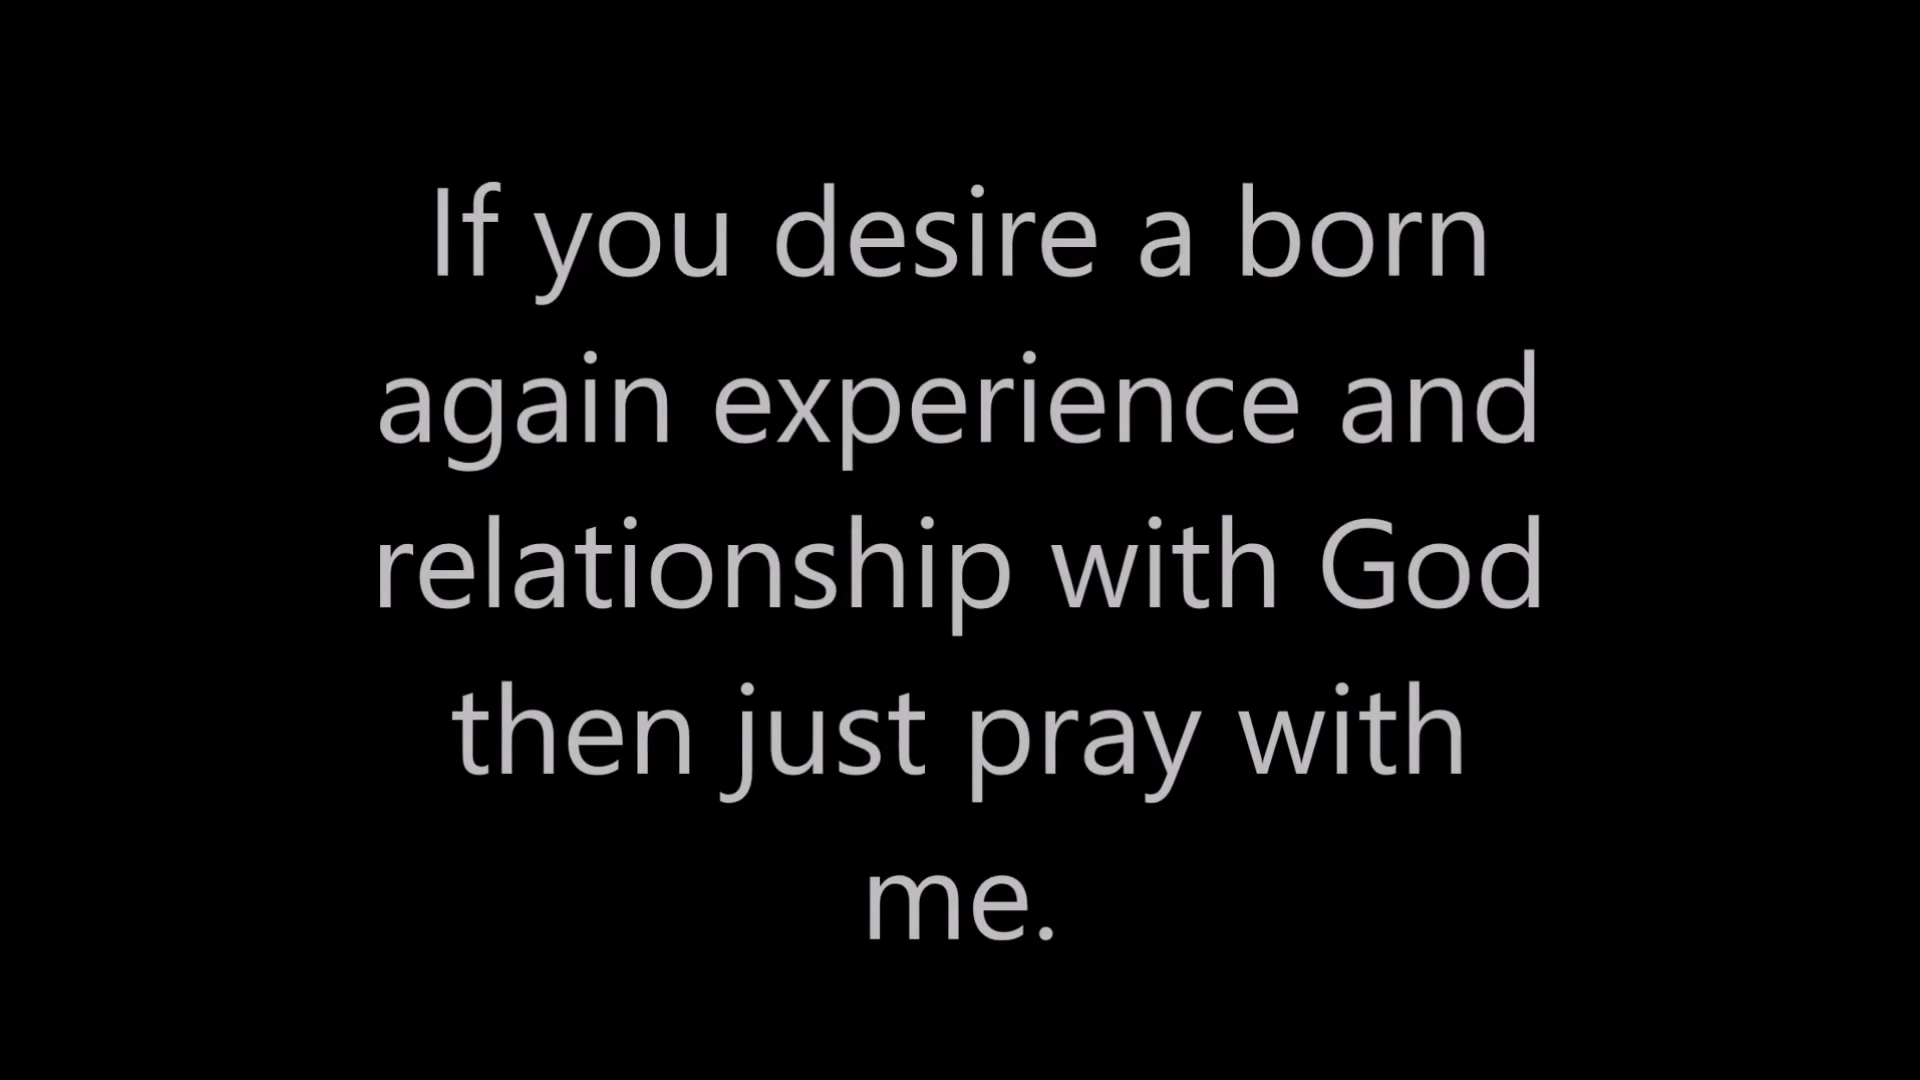 If you desire a born
again experience and
relationship with God
then just pray with
me.